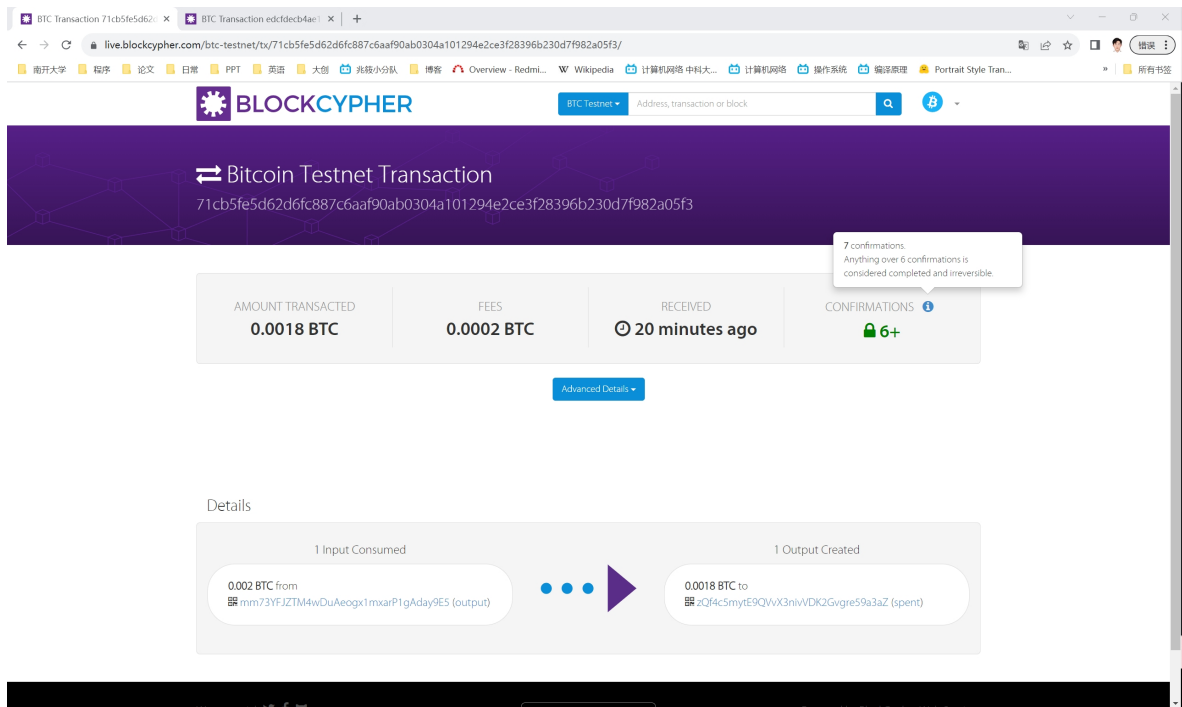 BTC Transaction 71cb5fe5d62d
BTC Transaction edcfdecb4ae1
live.blockcypher.com/btc-testnet/tx/71cb5fe5d62d6fc887c6aaf90ab0304a101294e2ce3f28396b230d7f982a05f3/
错误
南开大学 程序 论文 日常 PPT 英语 大创 兆筱小分队 博客 Overview - Redmi... Wikipedia 计算机网络 中科大... 计算机网络 操作系统 编译原理 Portrait Style Tran... » 所有书签
BLOCKCYPHER
BTC Testnet
Address, transaction or block
Bitcoin Testnet Transaction
71cb5fe5d62d6fc887c6aaf90ab0304a101294e2ce3f28396b230d7f982a05f3
7 confirmations.
Anything over 6 confirmations is
considered completed and irreversible.
AMOUNT TRANSACTED
0.0018 BTC
FEES
0.0002 BTC
RECEIVED
20 minutes ago
CONFIRMATIONS
6+
Advanced Details
Details
1 Input Consumed
0.002 BTC from
mm73YFJZTM4wDuAeogx1mxarP1gAday9E5 (output)
1 Output Created
0.0018 BTC to
zQf4c5mytE9QVvX3nivVDK2Gvgre59a3aZ (spent)